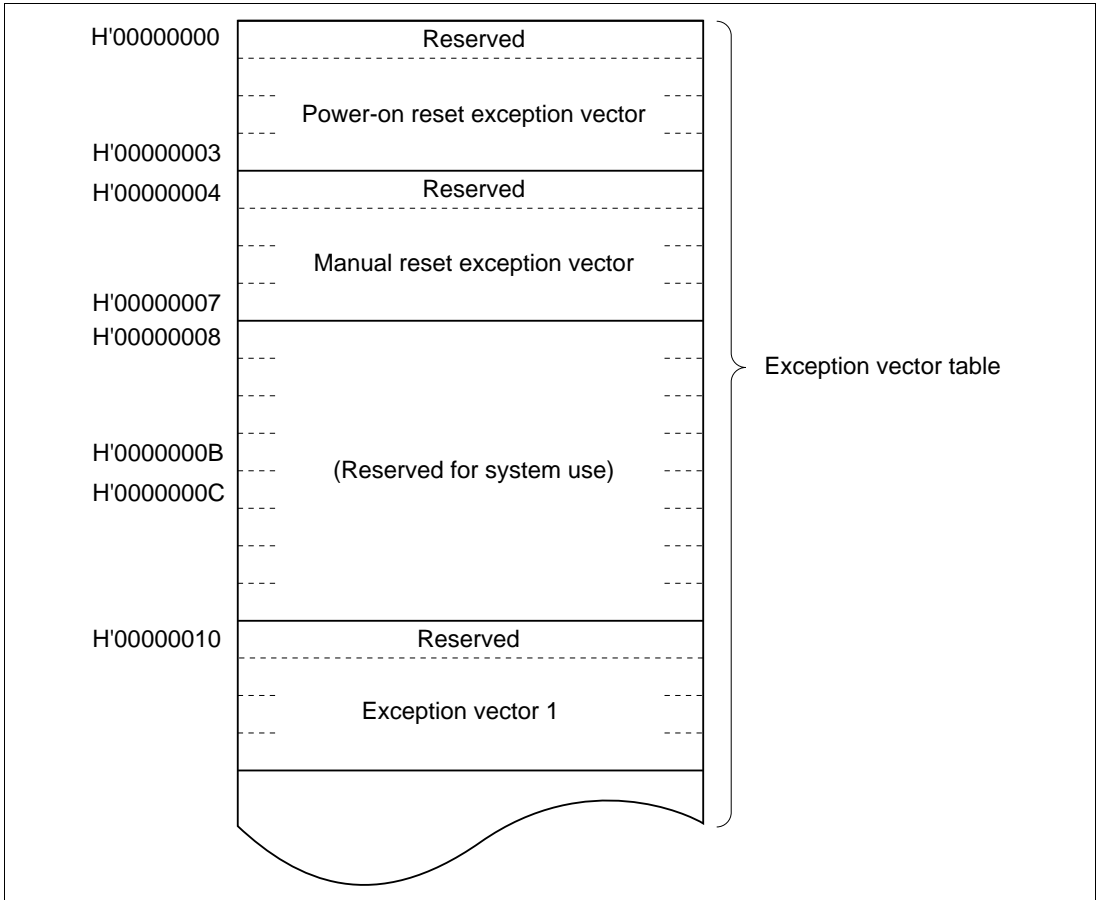 H'00000000 Reserved
Power-on reset exception vector
H'00000003
H'00000004 Reserved
Manual reset exception vector
H'00000007
H'00000008
Exception vector table
H'0000000B
(Reserved for system use)
H'0000000C
H'00000010 Reserved
Exception vector 1